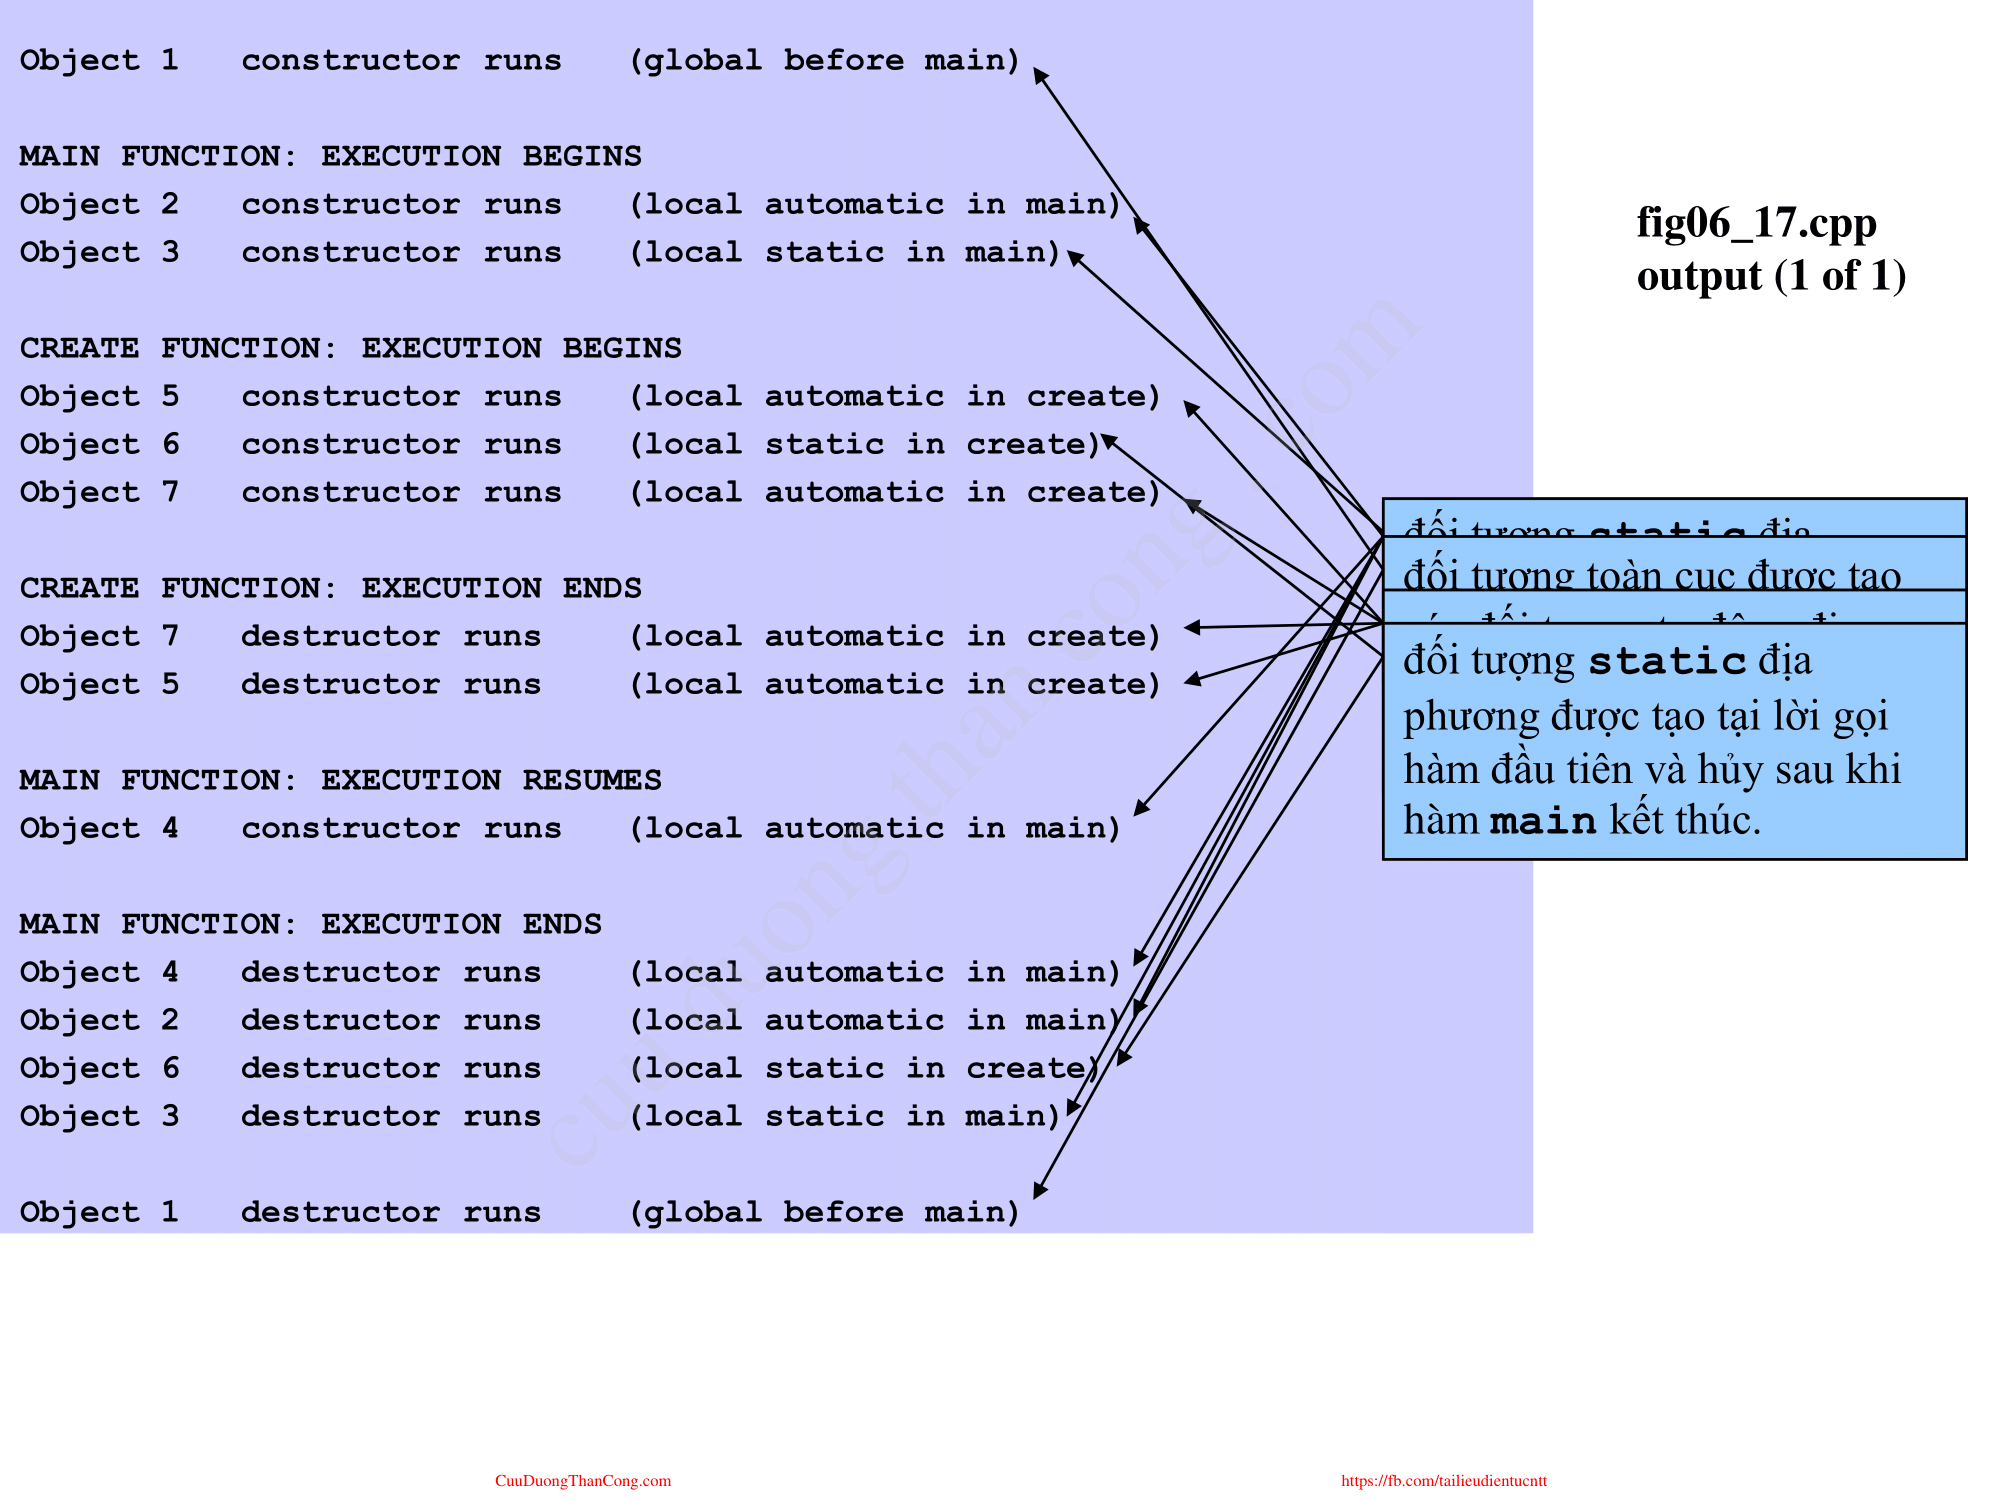 Object 1 constructor runs (global before main)
MAIN FUNCTION: EXECUTION BEGINS
Object 2 constructor runs (local automatic in main)
Object 3 constructor runs (local static in main)
CREATE FUNCTION: EXECUTION BEGINS
Object 5 constructor runs (local automatic in create)
Object 6 constructor runs (local static in create)
Object 7 constructor runs (local automatic in create)
CREATE FUNCTION: EXECUTION ENDS
Object 7 destructor runs (local automatic in create)
Object 5 destructor runs (local automatic in create)
MAIN FUNCTION: EXECUTION RESUMES
Object 4 constructor runs (local automatic in main)
MAIN FUNCTION: EXECUTION ENDS
Object 4 destructor runs (local automatic in main)
Object 2 destructor runs (local automatic in main)
Object 6 destructor runs (local static in create)
Object 3 destructor runs (local static in main)
Object 1 destructor runs (global before main)
fig06_17.cpp
output (1 of 1)
đối tượng static địa
đối tượng toàn cục được tạo
đối tượng static địa
phương được tạo tại lời gọi
hàm đầu tiên và hủy sau khi
hàm main kết thúc.
cuu duong than cong . com
CuuDuongThanCong.com
https://fb.com/tailieudientucntt